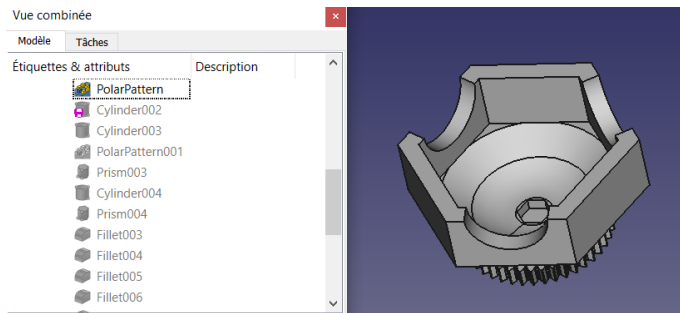 Vue combinée
Modèle Tâches
Étiquettes & attributs Description
PolarPattern
Cylinder002
Cylinder003
PolarPattern001
Prism003
Cylinder004
Prism004
Fillet003
Fillet004
Fillet005
Fillet006